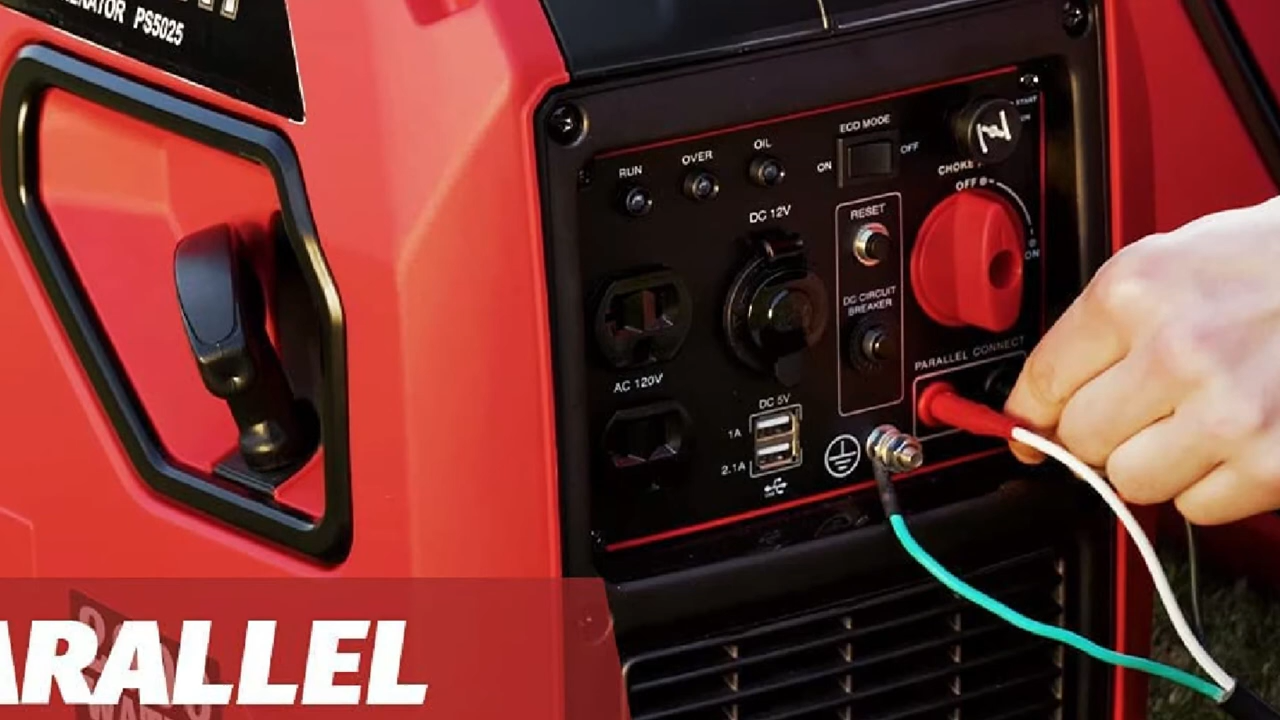 PS5025
RUN
OVER
OIL
ECO MODE
ON
OFF
START
CHOKE
OFF
ON
DC 12V
RESET
DC CIRCUIT
BREAKER
AC 120V
PARALLEL CONNECT
DC 5V
1A
2.1A
ARALLEL